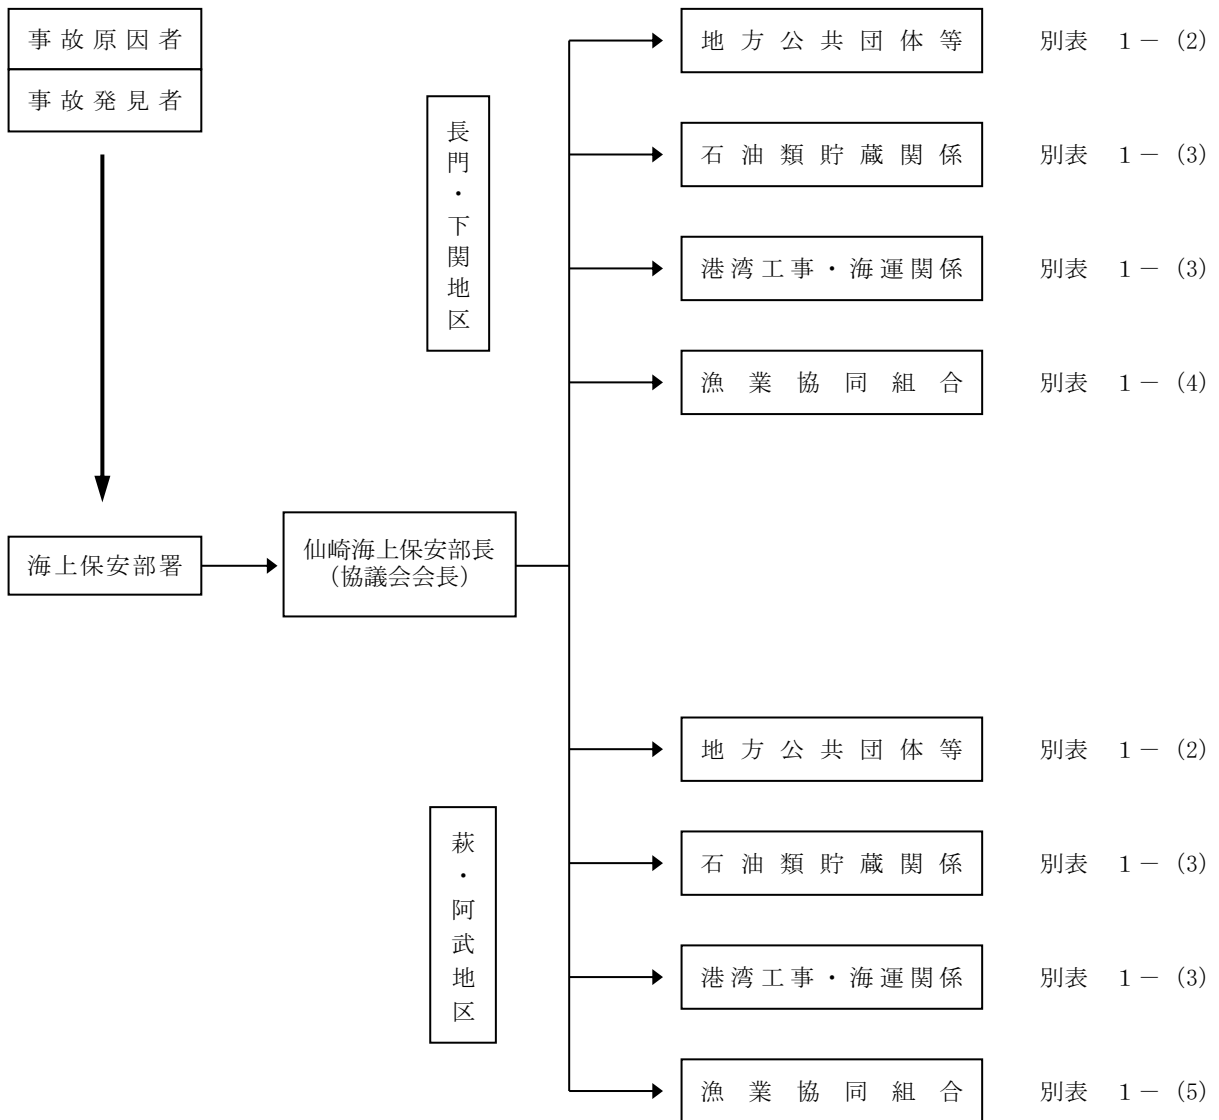 事故原因者
事故発見者
海上保安部署
仙崎海上保安部長
(協議会会長)
長門・下関地区
地方公共団体等 別表 1－(2)
石油類貯蔵関係 別表 1－(3)
港湾工事・海運関係 別表 1－(3)
漁業協同組合 別表 1－(4)
萩・阿武地区
地方公共団体等 別表 1－(2)
石油類貯蔵関係 別表 1－(3)
港湾工事・海運関係 別表 1－(3)
漁業協同組合 別表 1－(5)